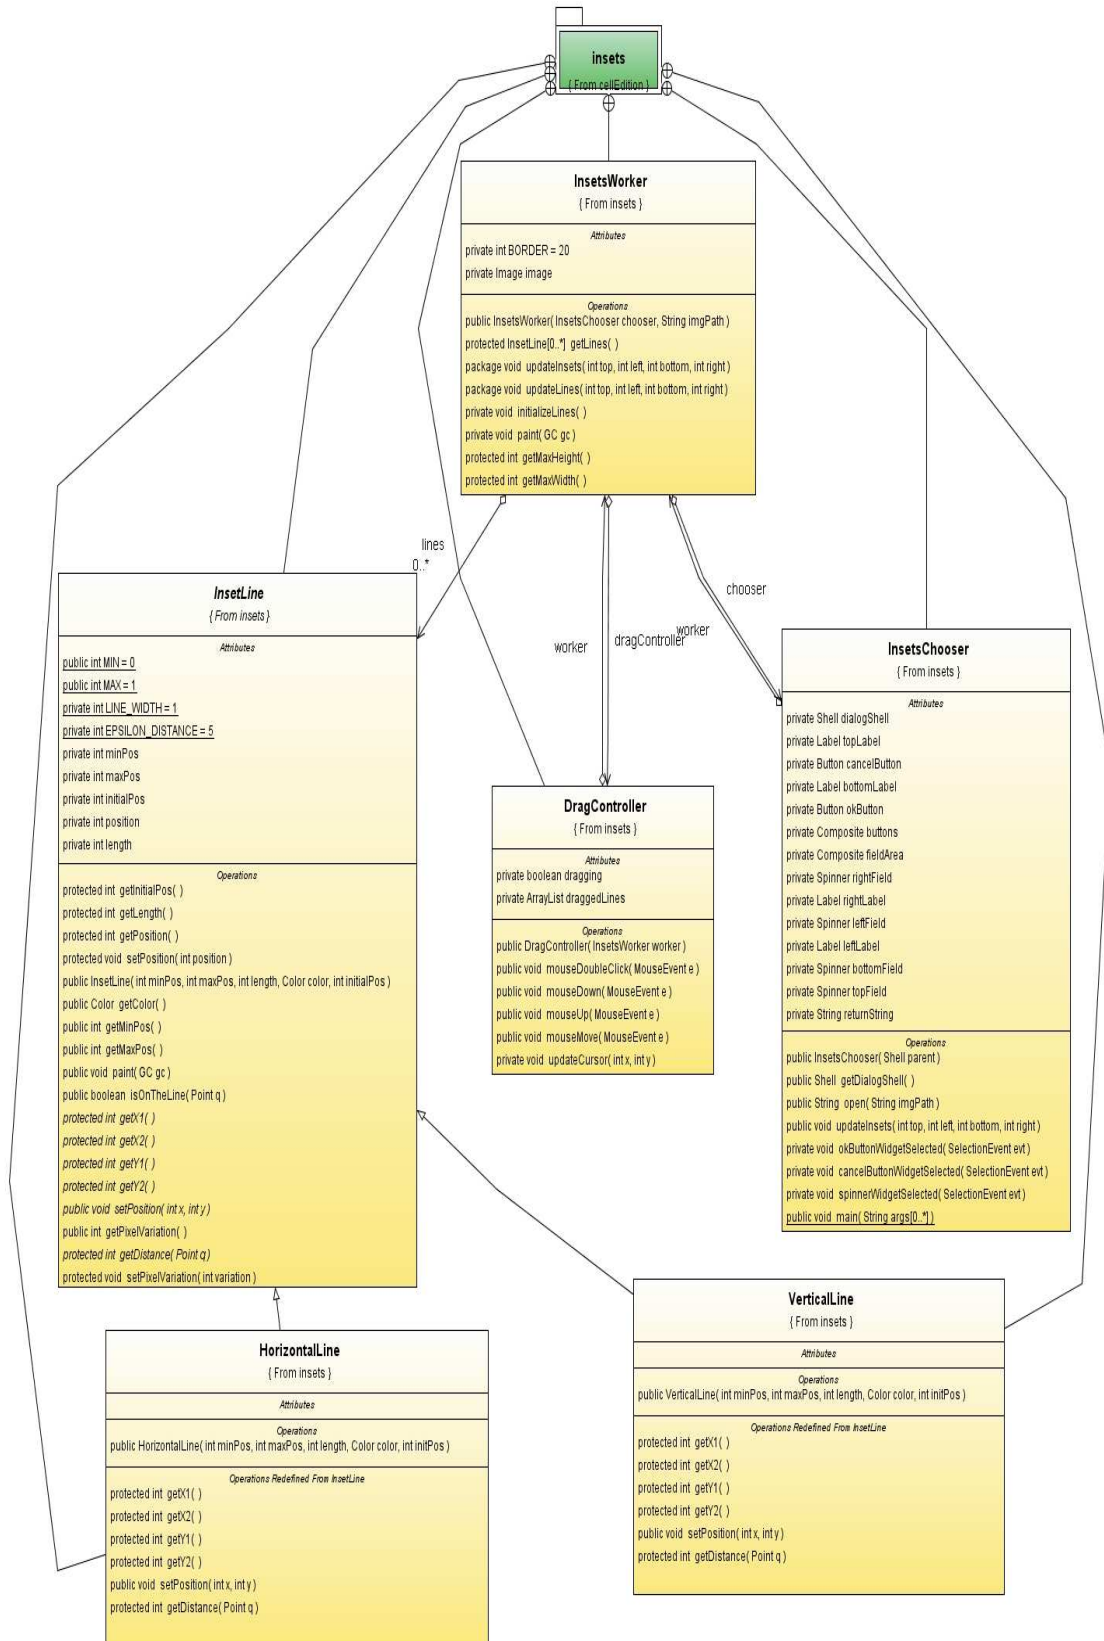 insets
{ From cellEdition }
InsetsWorker
{ From insets }
Attributes
private int BORDER = 20
private Image image
Operations
public InsetsWorker( InsetsChooser chooser, String imgPath )
protected InsetLine[0..*] getLines( )
package void updateInsets( int top, int left, int bottom, int right )
package void updateLines( int top, int left, int bottom, int right )
private void initializeLines( )
private void paint( GC gc )
protected int getMaxHeight( )
protected int getMaxWidth( )
lines
0..*
chooser
worker
dragController
worker
InsetLine
{ From insets }
Attributes
public int MIN = 0
public int MAX = 1
private int LINE_WIDTH = 1
private int EPSILON_DISTANCE = 5
private int minPos
private int maxPos
private int initialPos
private int position
private int length
Operations
protected int getInitialPos( )
protected int getLength( )
protected int getPosition( )
protected void setPosition( int position )
public InsetLine( int minPos, int maxPos, int length, Color color, int initialPos )
public Color getColor( )
public int getMinPos( )
public int getMaxPos( )
public void paint( GC gc )
public boolean isOnTheLine( Point q )
protected int getX1( )
protected int getX2( )
protected int getY1( )
protected int getY2( )
public void setPosition( int x, int y )
public int getPixelVariation( )
protected int getDistance( Point q )
protected void setPixelVariation( int variation )
DragController
{ From insets }
Attributes
private boolean dragging
private ArrayList draggedLines
Operations
public DragController( InsetsWorker worker )
public void mouseDoubleClick( MouseEvent e )
public void mouseDown( MouseEvent e )
public void mouseUp( MouseEvent e )
public void mouseMove( MouseEvent e )
private void updateCursor( int x, int y )
InsetsChooser
{ From insets }
Attributes
private Shell dialogShell
private Label topLabel
private Button cancelButton
private Label bottomLabel
private Button okButton
private Composite buttons
private Composite fieldArea
private Spinner rightField
private Label rightLabel
private Spinner leftField
private Label leftLabel
private Spinner bottomField
private Spinner topField
private String returnString
Operations
public InsetsChooser( Shell parent )
public Shell getDialogShell( )
public String open( String imgPath )
public void updateInsets( int top, int left, int bottom, int right )
private void okButtonWidgetSelected( SelectionEvent evt )
private void cancelButtonWidgetSelected( SelectionEvent evt )
private void spinnerWidgetSelected( SelectionEvent evt )
public void main( String args[0..*] )
HorizontalLine
{ From insets }
Attributes
Operations
public HorizontalLine( int minPos, int maxPos, int length, Color color, int initPos )
Operations Redefined From InsetLine
protected int getX1( )
protected int getX2( )
protected int getY1( )
protected int getY2( )
public void setPosition( int x, int y )
protected int getDistance( Point q )
VerticalLine
{ From insets }
Attributes
Operations
public VerticalLine( int minPos, int maxPos, int length, Color color, int initPos )
Operations Redefined From InsetLine
protected int getX1( )
protected int getX2( )
protected int getY1( )
protected int getY2( )
public void setPosition( int x, int y )
protected int getDistance( Point q )